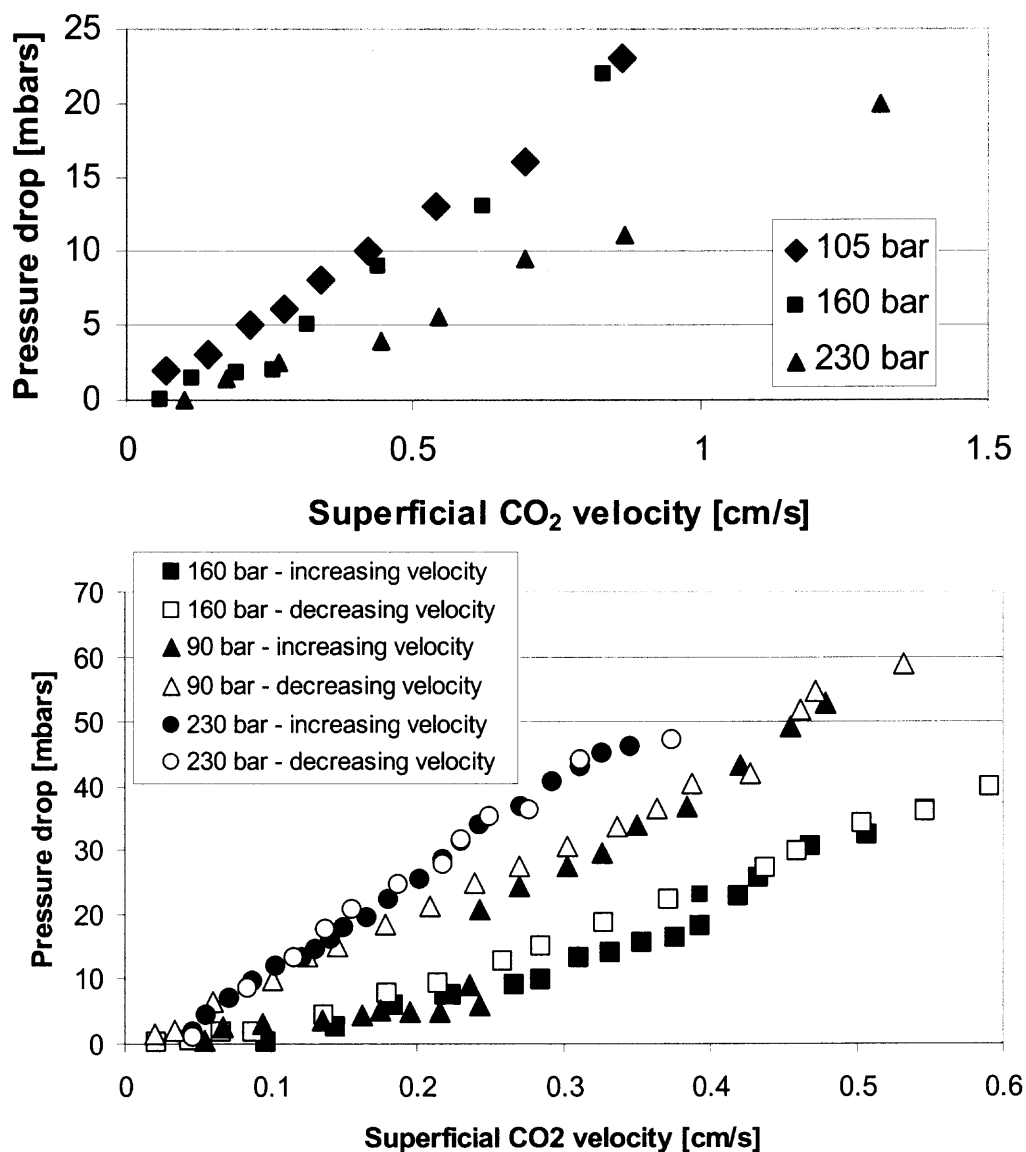 Pressure drop [mbars]
25
20
15
10
5
0
0
0.5
1
1.5
105 bar
160 bar
230 bar
Superficial CO₂ velocity [cm/s]
160 bar - increasing velocity
160 bar - decreasing velocity
90 bar - increasing velocity
90 bar - decreasing velocity
230 bar - increasing velocity
230 bar - decreasing velocity
Pressure drop [mbars]
70
60
50
40
30
20
10
0
0
0.1
0.2
0.3
0.4
0.5
0.6
Superficial CO2 velocity [cm/s]